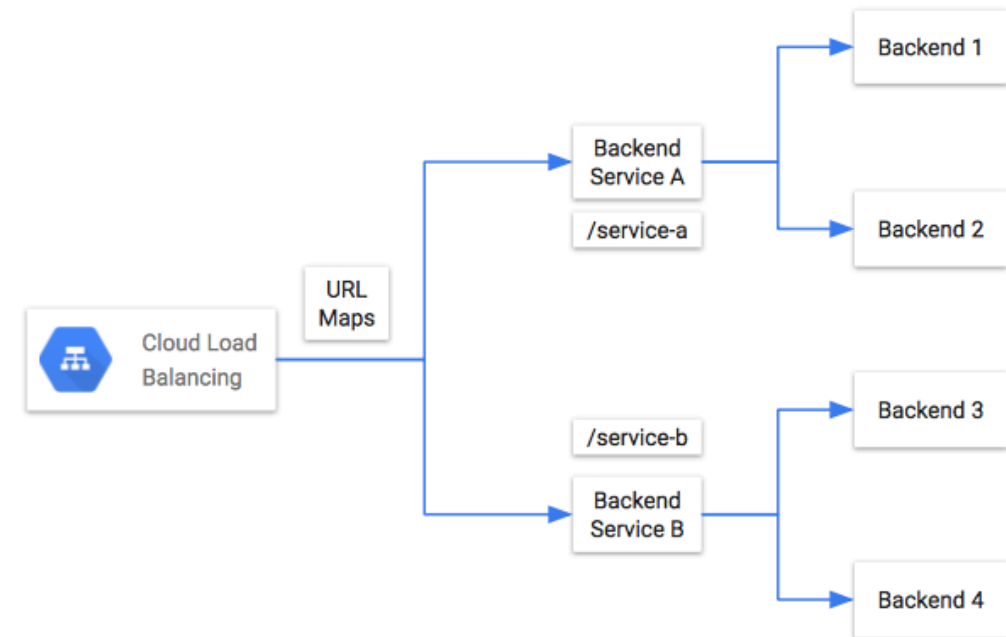 Backend 1
Backend
Service A
/service-a
Backend 2
URL
Maps
Cloud Load
Balancing
/service-b
Backend
Service B
Backend 3
Backend 4